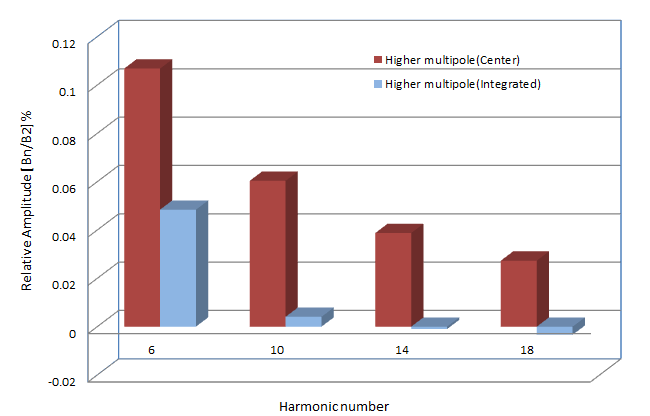 0.12
0.1
0.08
0.06
0.04
0.02
0
-0.02
Relative Amplitude [Bn/B2] %
Higher multipole(Center)
Higher multipole(Integrated)
6 10 14 18
Harmonic number